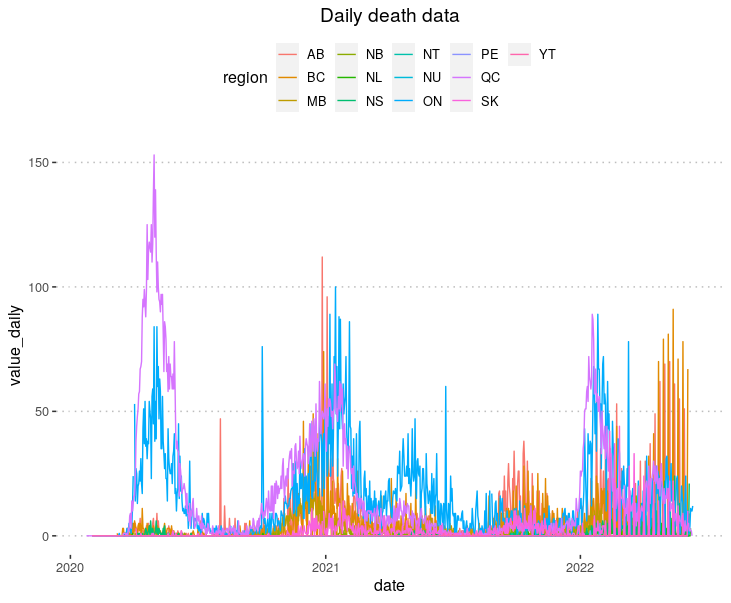 Daily death data
region
AB NB NT PE YT
BC NL NU QC
MB NS ON SK
value_daily
150
100
50
0
2020 2021 2022
date